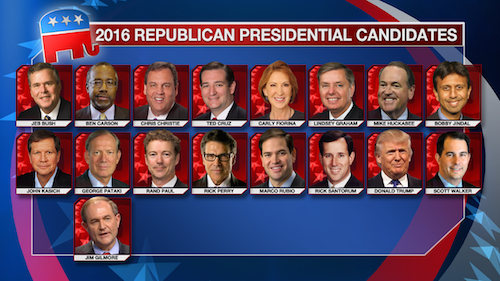 2016 REPUBLICAN PRESIDENTIAL CANDIDATES
JEB BUSH BEN CARSON CHRIS CHRISTIE TED CRUZ CARLY FIORINA LINDSEY GRAHAM MIKE HUCKABEE BOBBY JINDAL
JOHN KASICH GEORGE PATAKI RAND PAUL RICK PERRY MARCO RUBIO RICK SANTORUM DONALD TRUMP SCOTT WALKER
JIM GILMORE